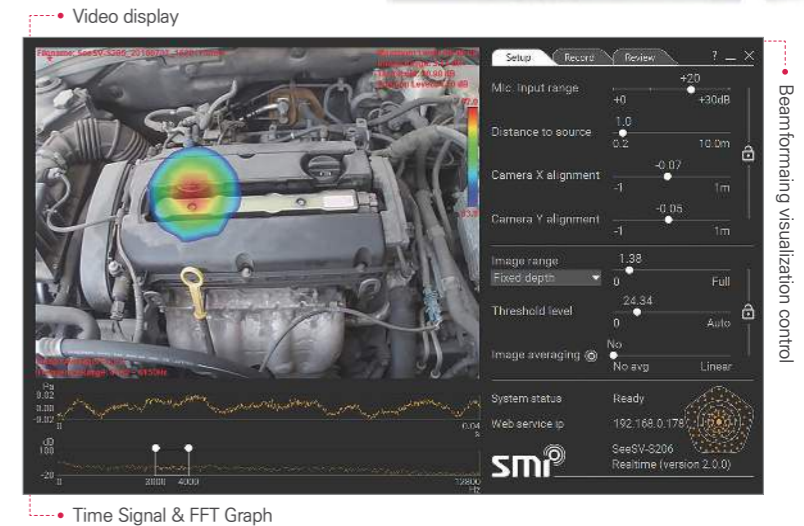 Video display
Setup Record Review ?
Mic. Input range +20
+0 +30dB
Distance to source 1.0
0.2 10.0m
Camera X alignment -0.07
-1 1m
Camera Y alignment -0.05
-1 1m
Image range 1.38
Fixed depth 0 Full
Threshold level 24.34
0 Auto
Image averaging No
No avg Linear
Pa
0.02
0.00
-0.02
0 0.04
s
dB
100
-20
0 2000 4000 12800
Hz
System status Ready
Web service ip 192.168.0.178
SeeSV-S206
Realtime (version 2.0.0)
smi
Beamformaing visualization control
Time Signal & FFT Graph